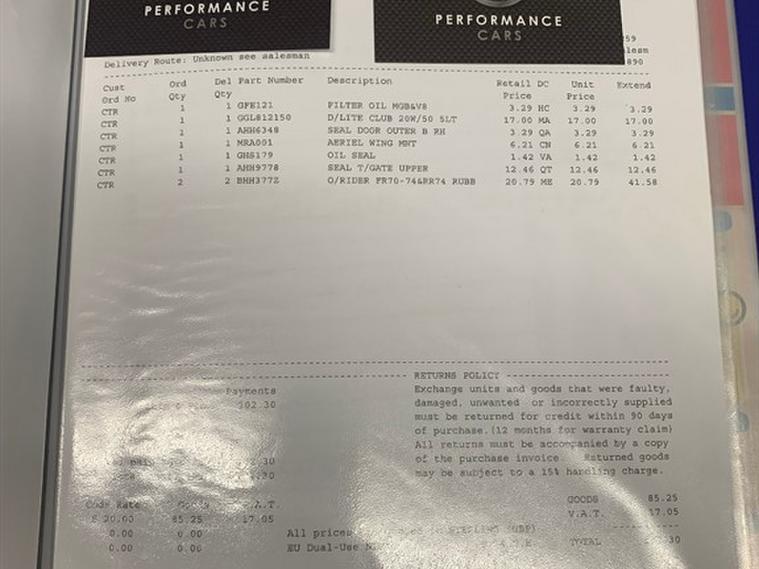 PERFORMANCE
CARS
PERFORMANCE
CARS
Delivery Route: Unknown see salesman
890
Cust Ord No Ord Qty Del Qty Part Number Description Retail Price DC Unit Price Extend
CTR 1 1 GFE121 FILTER OIL MGB&V8 3.29 HC 3.29 3.29
CTR 1 1 GGL812150 D/LITE CLUB 20W/50 5LT 17.00 MA 17.00 17.00
CTR 1 1 AHH6348 SEAL DOOR OUTER B RH 3.29 QA 3.29 3.29
CTR 1 1 MRA001 AERIEL WING MNT 6.21 CN 6.21 6.21
CTR 1 1 GHS179 OIL SEAL 1.42 VA 1.42 1.42
CTR 1 1 AHH9778 SEAL T/GATE UPPER 12.46 QT 12.46 12.46
CTR 2 2 BHH377Z O/RIDER FR70-74&RR74 RUBB 20.79 ME 20.79 41.58
RETURNS POLICY
Payments
102.30
Exchange units and goods that were faulty,
damaged, unwanted or incorrectly supplied
must be returned for credit within 90 days
of purchase.(12 months for warranty claim)
All returns must be accompanied by a copy
of the purchase invoice. Returned goods
may be subject to a 15% handling charge.
Code Rate Goods V.A.T.
20.00 85.25 17.05
0.00 0.00
0.00 0.00
All prices STERLING (GBP)
EU Dual-Use
GOODS 85.25
V.A.T. 17.05
TOTAL